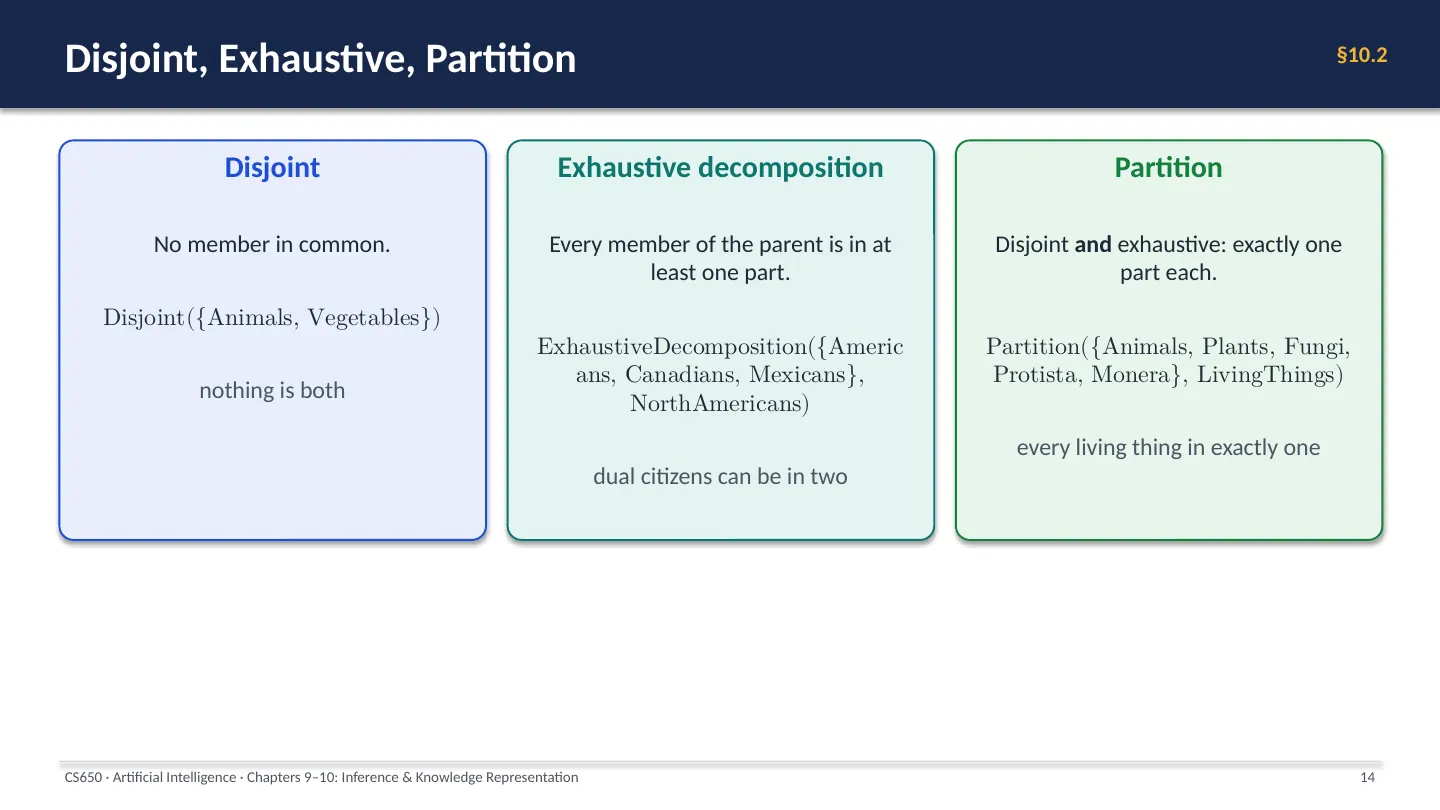 Disjoint, Exhaustive, Partition
§10.2
Disjoint
No member in common.
Disjoint({Animals, Vegetables})
nothing is both
Exhaustive decomposition
Every member of the parent is in at
least one part.
ExhaustiveDecomposition({Americ
ans, Canadians, Mexicans},
NorthAmericans)
dual citizens can be in two
Partition
Disjoint and exhaustive: exactly one
part each.
Partition({Animals, Plants, Fungi,
Protista, Monera}, LivingThings)
every living thing in exactly one
CS650 · Artificial Intelligence · Chapters 9–10: Inference & Knowledge Representation
14